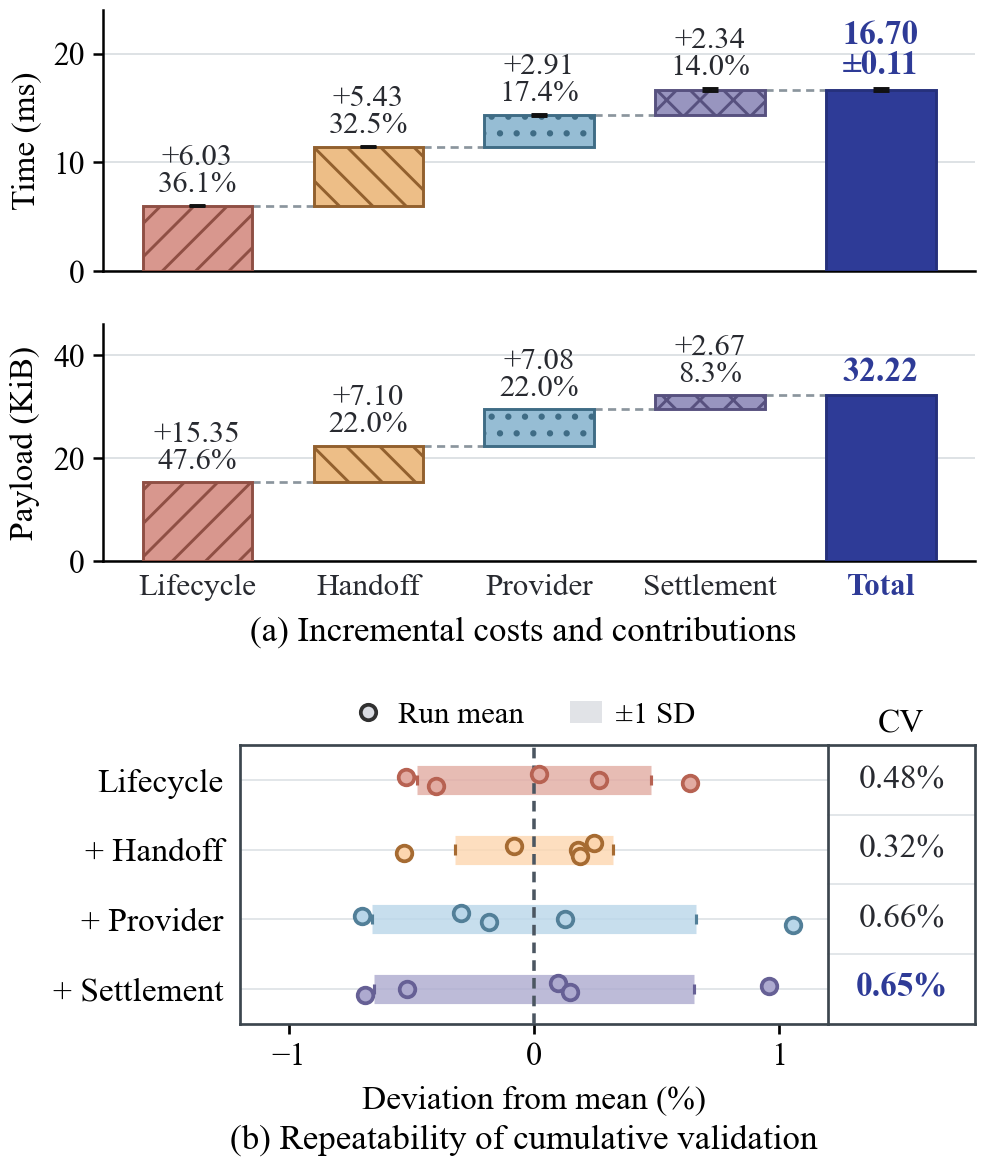 Time (ms)
20
10
0
+6.03
36.1%
+5.43
32.5%
+2.91
17.4%
+2.34
14.0%
16.70
±0.11
Payload (KiB)
40
20
0
+15.35
47.6%
+7.10
22.0%
+7.08
22.0%
+2.67
8.3%
32.22
Lifecycle Handoff Provider Settlement Total
(a) Incremental costs and contributions
Run mean ±1 SD CV
Lifecycle 0.48%
+ Handoff 0.32%
+ Provider 0.66%
+ Settlement 0.65%
−1 0 1
Deviation from mean (%)
(b) Repeatability of cumulative validation